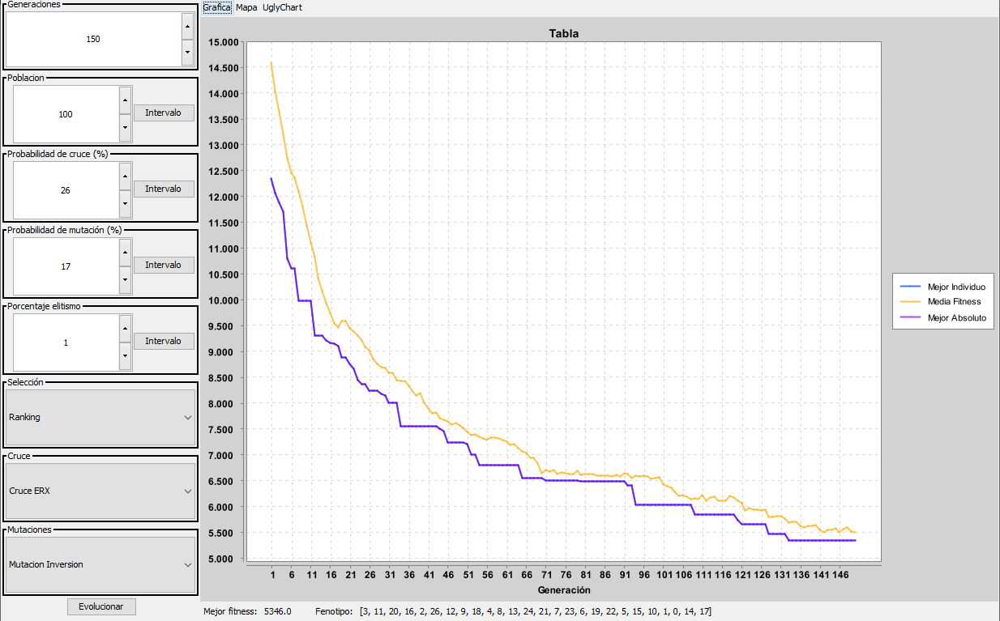 Generaciones
150
Poblacion
100
Intervalo
Probabilidad de cruce (%)
26
Intervalo
Probabilidad de mutación (%)
17
Intervalo
Porcentaje elitismo
1
Intervalo
Selección
Ranking
Cruce
Cruce ERX
Mutaciones
Mutacion Inversion
Evolucionar
Grafica Mapa UglyChart
Tabla
15.000
14.500
14.000
13.500
13.000
12.500
12.000
11.500
11.000
10.500
10.000
9.500
9.000
8.500
8.000
7.500
7.000
6.500
6.000
5.500
5.000
1 6 11 16 21 26 31 36 41 46 51 56 61 66 71 76 81 86 91 96 101 106 111 116 121 126 131 136 141 146
Generación
Mejor Individuo
Media Fitness
Mejor Absoluto
Mejor fitness: 5346.0 Fenotipo: [3, 11, 20, 16, 2, 26, 12, 9, 18, 4, 8, 13, 24, 21, 7, 23, 6, 19, 22, 5, 15, 10, 1, 0, 14, 17]